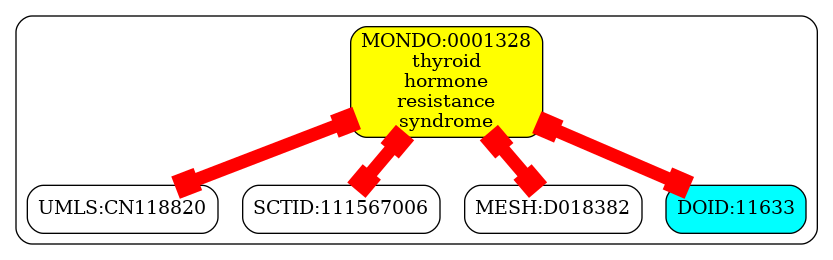 MONDO:0001328
thyroid
hormone
resistance
syndrome
UMLS:CN118820
SCTID:111567006
MESH:D018382
DOID:11633